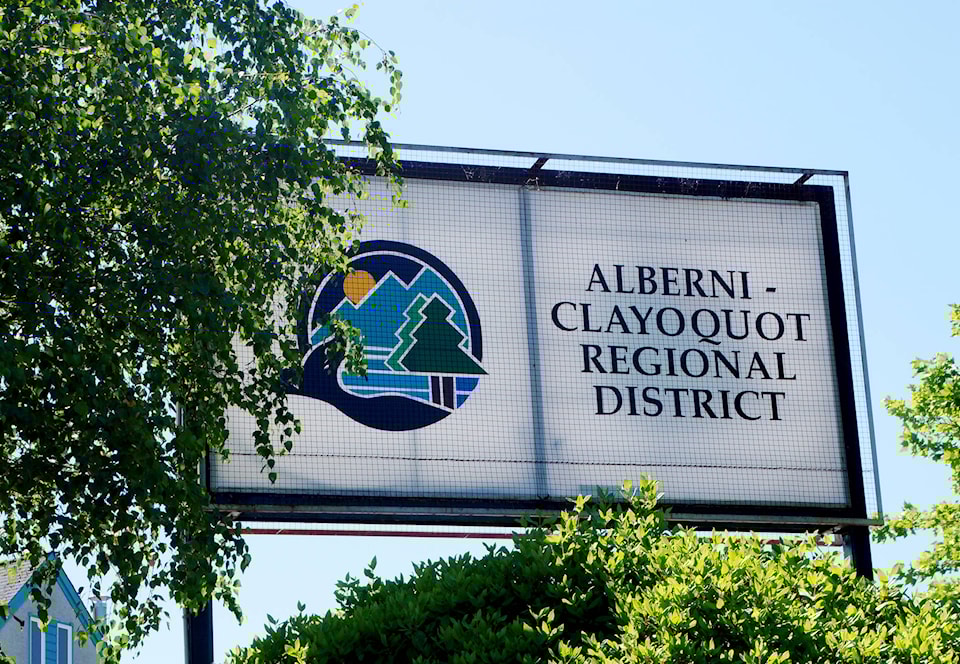 ALBERNI -
CLAYOQUOT
REGIONAL
DISTRICT